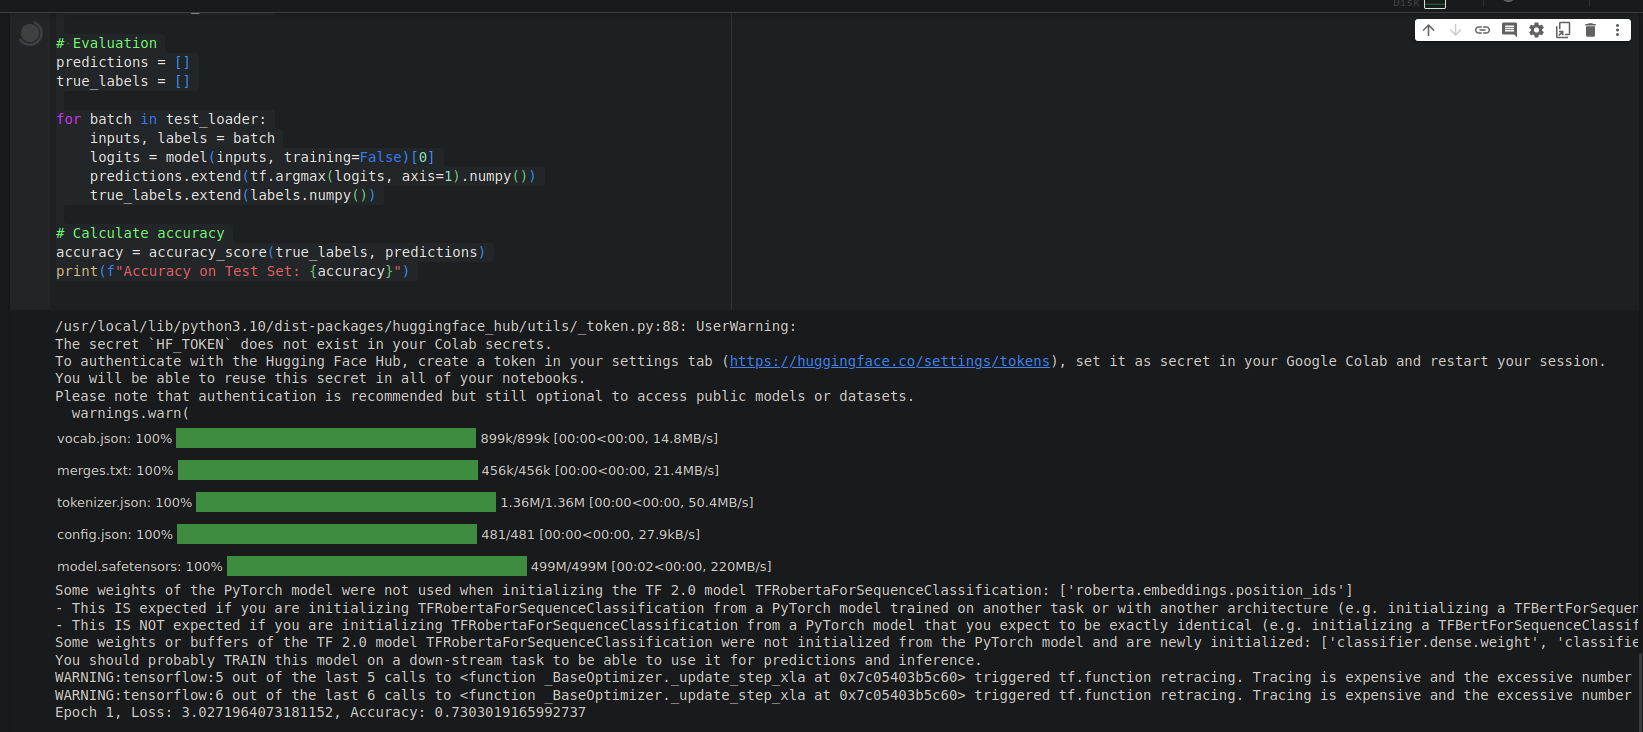 Disk
# Evaluation
predictions = []
true_labels = []
for batch in test_loader:
    inputs, labels = batch
    logits = model(inputs, training=False)[0]
    predictions.extend(tf.argmax(logits, axis=1).numpy())
    true_labels.extend(labels.numpy())
# Calculate accuracy
accuracy = accuracy_score(true_labels, predictions)
print(f"Accuracy on Test Set: {accuracy}")
/usr/local/lib/python3.10/dist-packages/huggingface_hub/utils/_token.py:88: UserWarning:
The secret `HF_TOKEN` does not exist in your Colab secrets.
To authenticate with the Hugging Face Hub, create a token in your settings tab (https://huggingface.co/settings/tokens), set it as secret in your Google Colab and restart your session.
You will be able to reuse this secret in all of your notebooks.
Please note that authentication is recommended but still optional to access public models or datasets.
  warnings.warn(
vocab.json: 100% 899k/899k [00:00<00:00, 14.8MB/s]
merges.txt: 100% 456k/456k [00:00<00:00, 21.4MB/s]
tokenizer.json: 100% 1.36M/1.36M [00:00<00:00, 50.4MB/s]
config.json: 100% 481/481 [00:00<00:00, 27.9kB/s]
model.safetensors: 100% 499M/499M [00:02<00:00, 220MB/s]
Some weights of the PyTorch model were not used when initializing the TF 2.0 model TFRobertaForSequenceClassification: ['roberta.embeddings.position_ids']
- This IS expected if you are initializing TFRobertaForSequenceClassification from a PyTorch model trained on another task or with another architecture (e.g. initializing a TFBertForSequen
- This IS NOT expected if you are initializing TFRobertaForSequenceClassification from a PyTorch model that you expect to be exactly identical (e.g. initializing a TFBertForSequenceClassif
Some weights or buffers of the TF 2.0 model TFRobertaForSequenceClassification were not initialized from the PyTorch model and are newly initialized: ['classifier.dense.weight', 'classifie
You should probably TRAIN this model on a down-stream task to be able to use it for predictions and inference.
WARNING:tensorflow:5 out of the last 5 calls to <function _BaseOptimizer._update_step_xla at 0x7c05403b5c60> triggered tf.function retracing. Tracing is expensive and the excessive number
WARNING:tensorflow:6 out of the last 6 calls to <function _BaseOptimizer._update_step_xla at 0x7c05403b5c60> triggered tf.function retracing. Tracing is expensive and the excessive number
Epoch 1, Loss: 3.0271964073181152, Accuracy: 0.7303019165992737